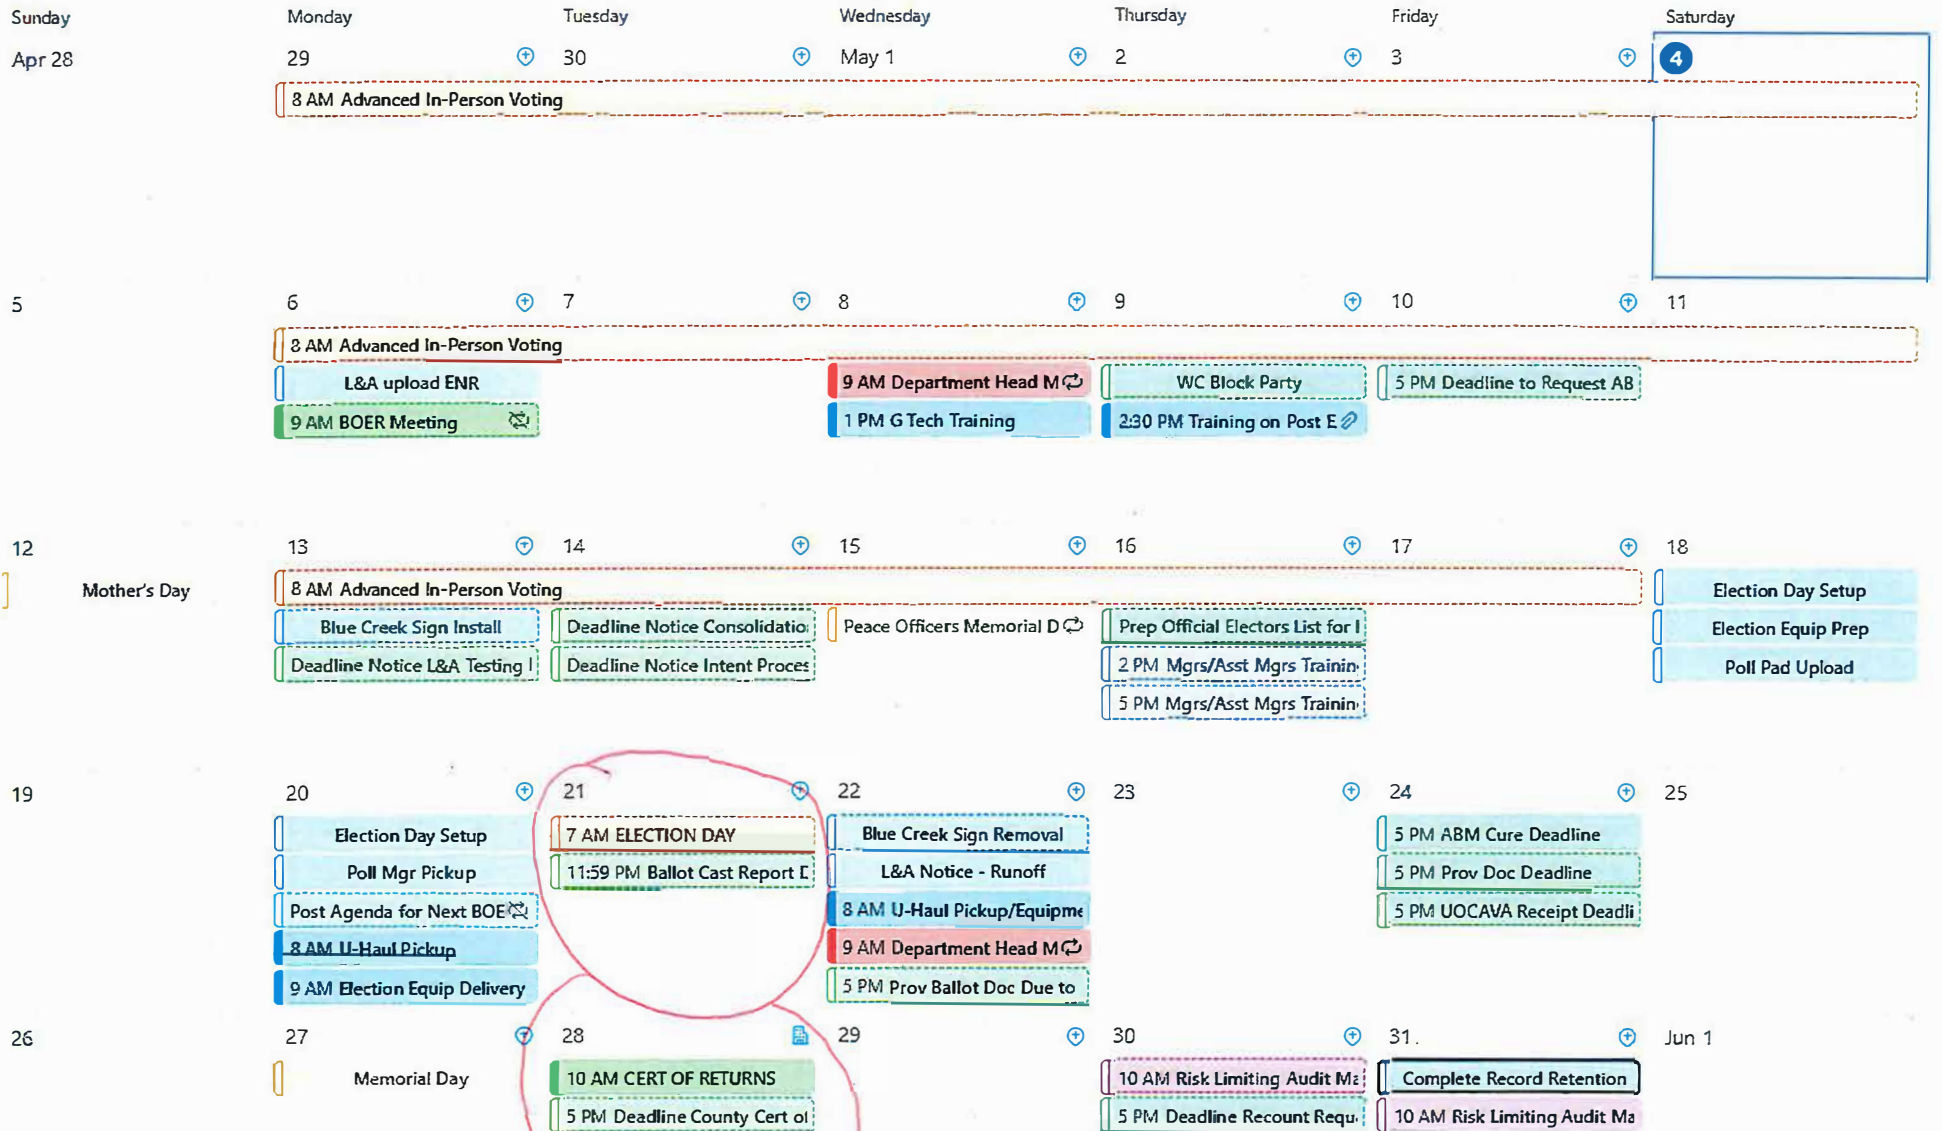 Sunday Monday Tuesday Wednesday Thursday Friday Saturday
Apr 28 29 30 May 1 2 3 4
8 AM Advanced In-Person Voting
5 6 7 8 9 10 11
8 AM Advanced In-Person Voting
L&A upload ENR 9 AM Department Head M WC Block Party 5 PM Deadline to Request AB
9 AM BOER Meeting 1 PM G Tech Training 2:30 PM Training on Post E
12 13 14 15 16 17 18
Mother's Day 8 AM Advanced In-Person Voting Election Day Setup
Blue Creek Sign Install Deadline Notice Consolidatio Peace Officers Memorial D Prep Official Electors List for Election Equip Prep
Deadline Notice L&A Testing Deadline Notice Intent Proces 2 PM Mgrs/Asst Mgrs Trainin Poll Pad Upload
5 PM Mgrs/Asst Mgrs Trainin
19 20 21 22 23 24 25
Election Day Setup 7 AM ELECTION DAY Blue Creek Sign Removal 5 PM ABM Cure Deadline
Poll Mgr Pickup 11:59 PM Ballot Cast Report L&A Notice - Runoff 5 PM Prov Doc Deadline
Post Agenda for Next BOE 8 AM U-Haul Pickup/Equipme 5 PM UOCAVA Receipt Deadli
8 AM U-Haul Pickup 9 AM Department Head M
9 AM Election Equip Delivery 5 PM Prov Ballot Doc Due to
26 27 28 29 30 31. Jun 1
Memorial Day 10 AM CERT OF RETURNS 10 AM Risk Limiting Audit Ma Complete Record Retention
5 PM Deadline County Cert of 5 PM Deadline Recount Requ 10 AM Risk Limiting Audit Ma